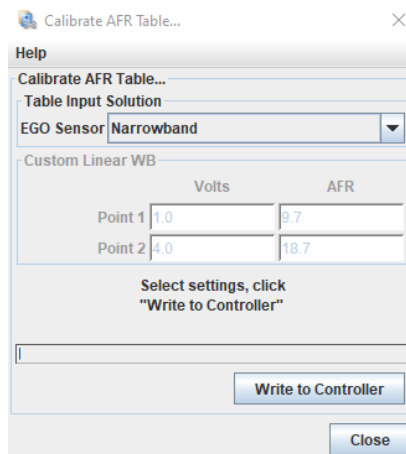 Calibrate AFR Table...
Help
Calibrate AFR Table...
Table Input Solution
EGO Sensor Narrowband
Custom Linear WB
Volts AFR
Point 1 1.0 9.7
Point 2 4.0 18.7
Select settings, click
"Write to Controller"
Write to Controller
Close